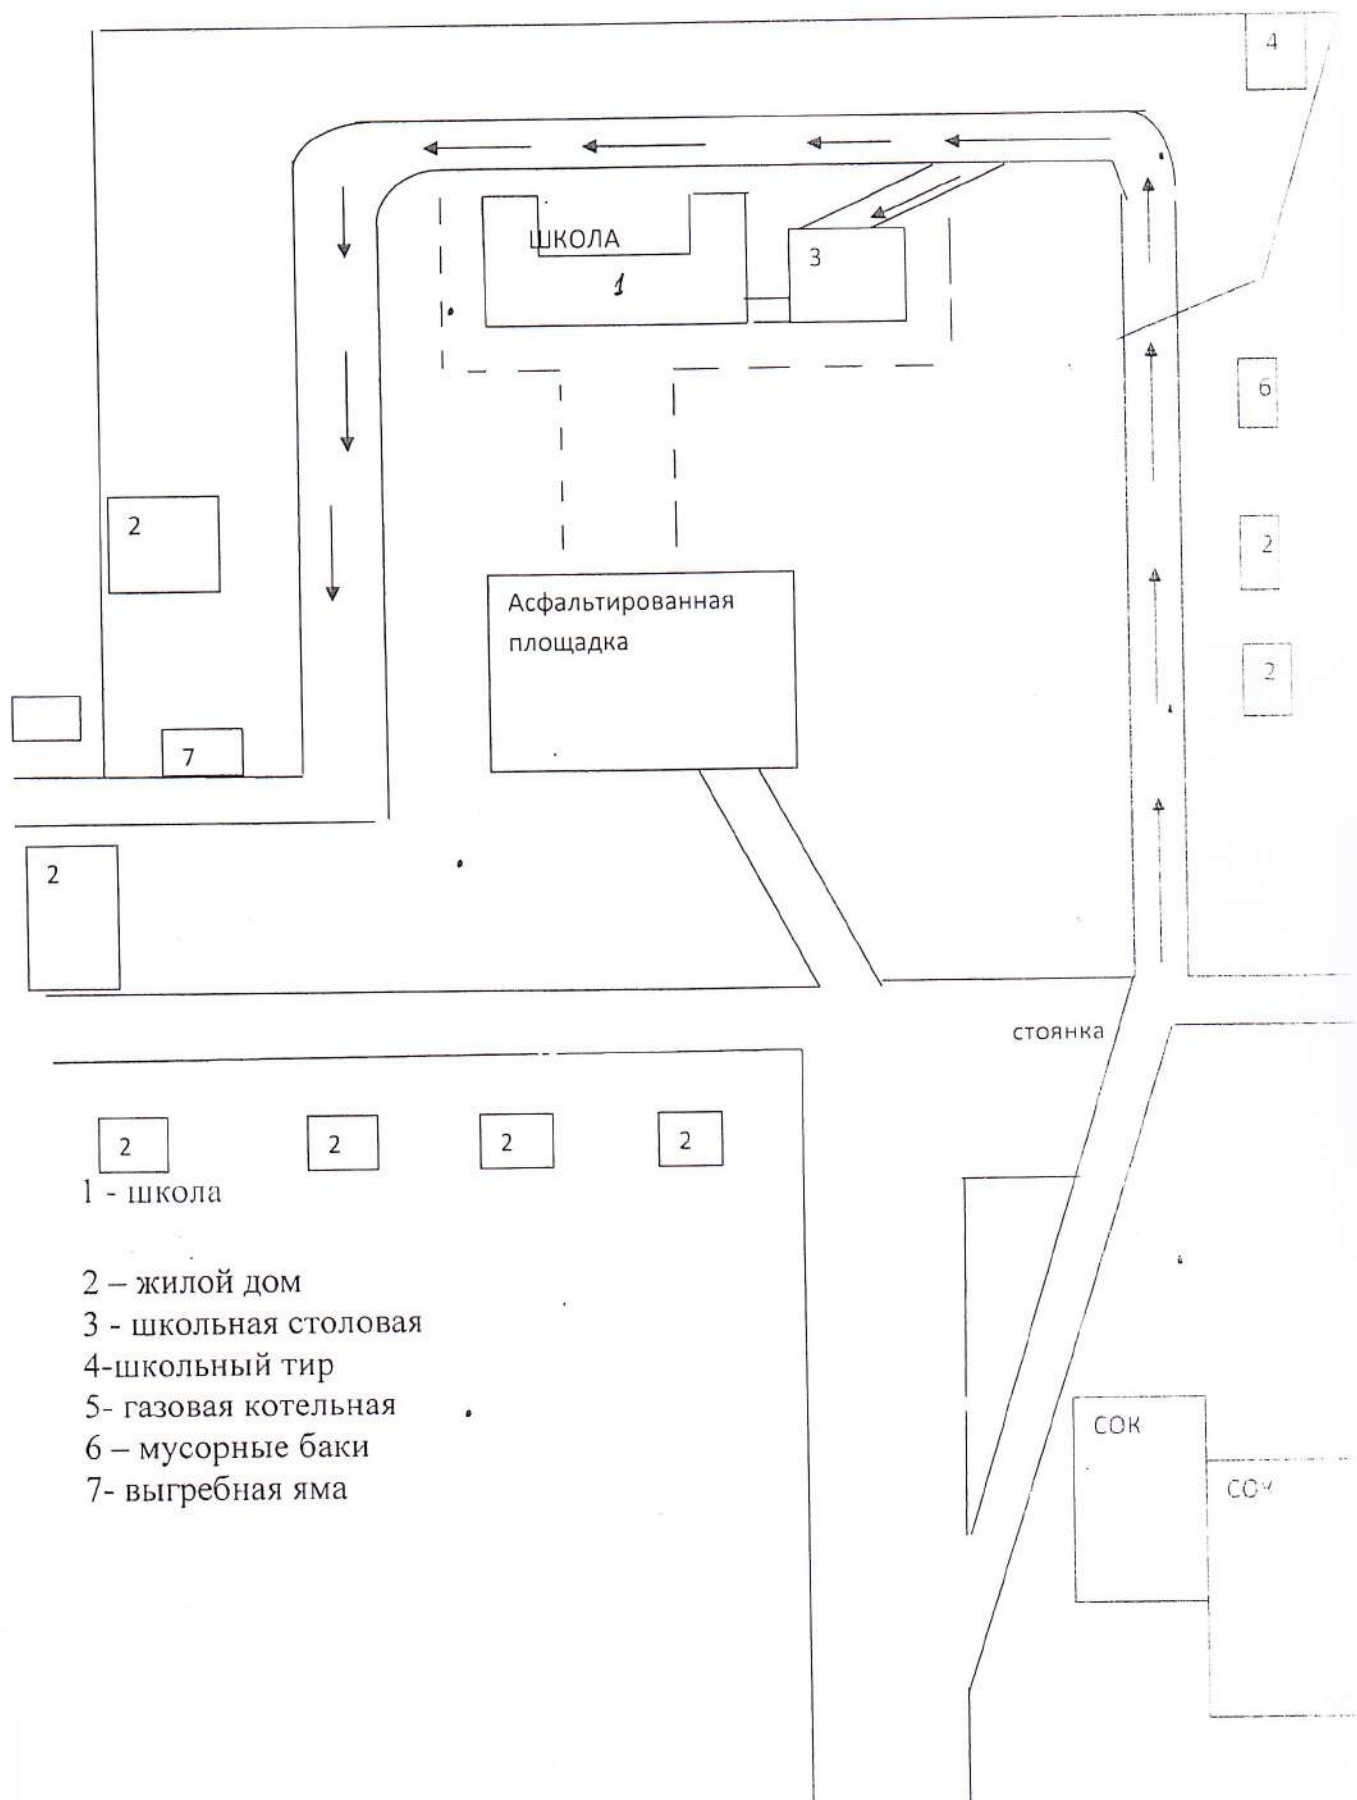 4
ШКОЛА
3
1
6
2
2
Асфальтированная
площадка
2
2
7
2
стоянка
2
2
2
2
1 - школа
2 – жилой дом
3 - школьная столовая
4-школьный тир
5- газовая котельная
6 – мусорные баки
7- выгребная яма
СОК